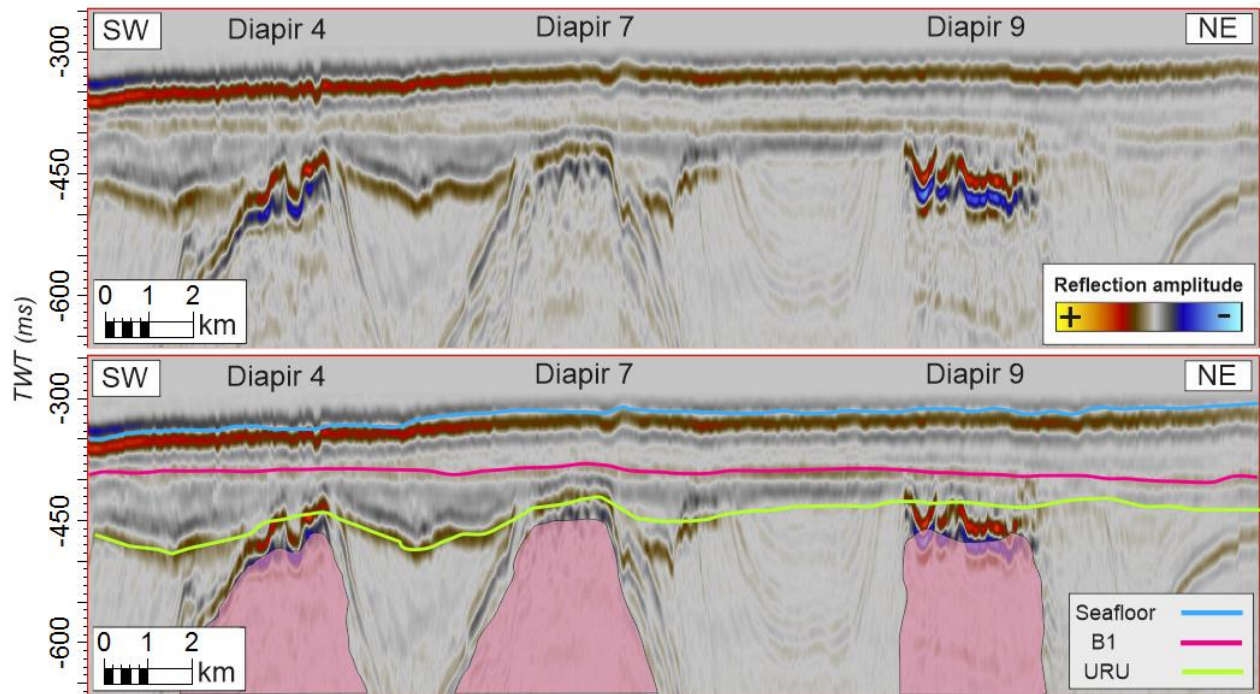 SW
Diapir 4
Diapir 7
Diapir 9
NE
-300
-450
-600
0 1 2
km
Reflection amplitude
+ -
TWT (ms)
SW
Diapir 4
Diapir 7
Diapir 9
NE
-300
-450
-600
0 1 2
km
Seafloor
B1
URU